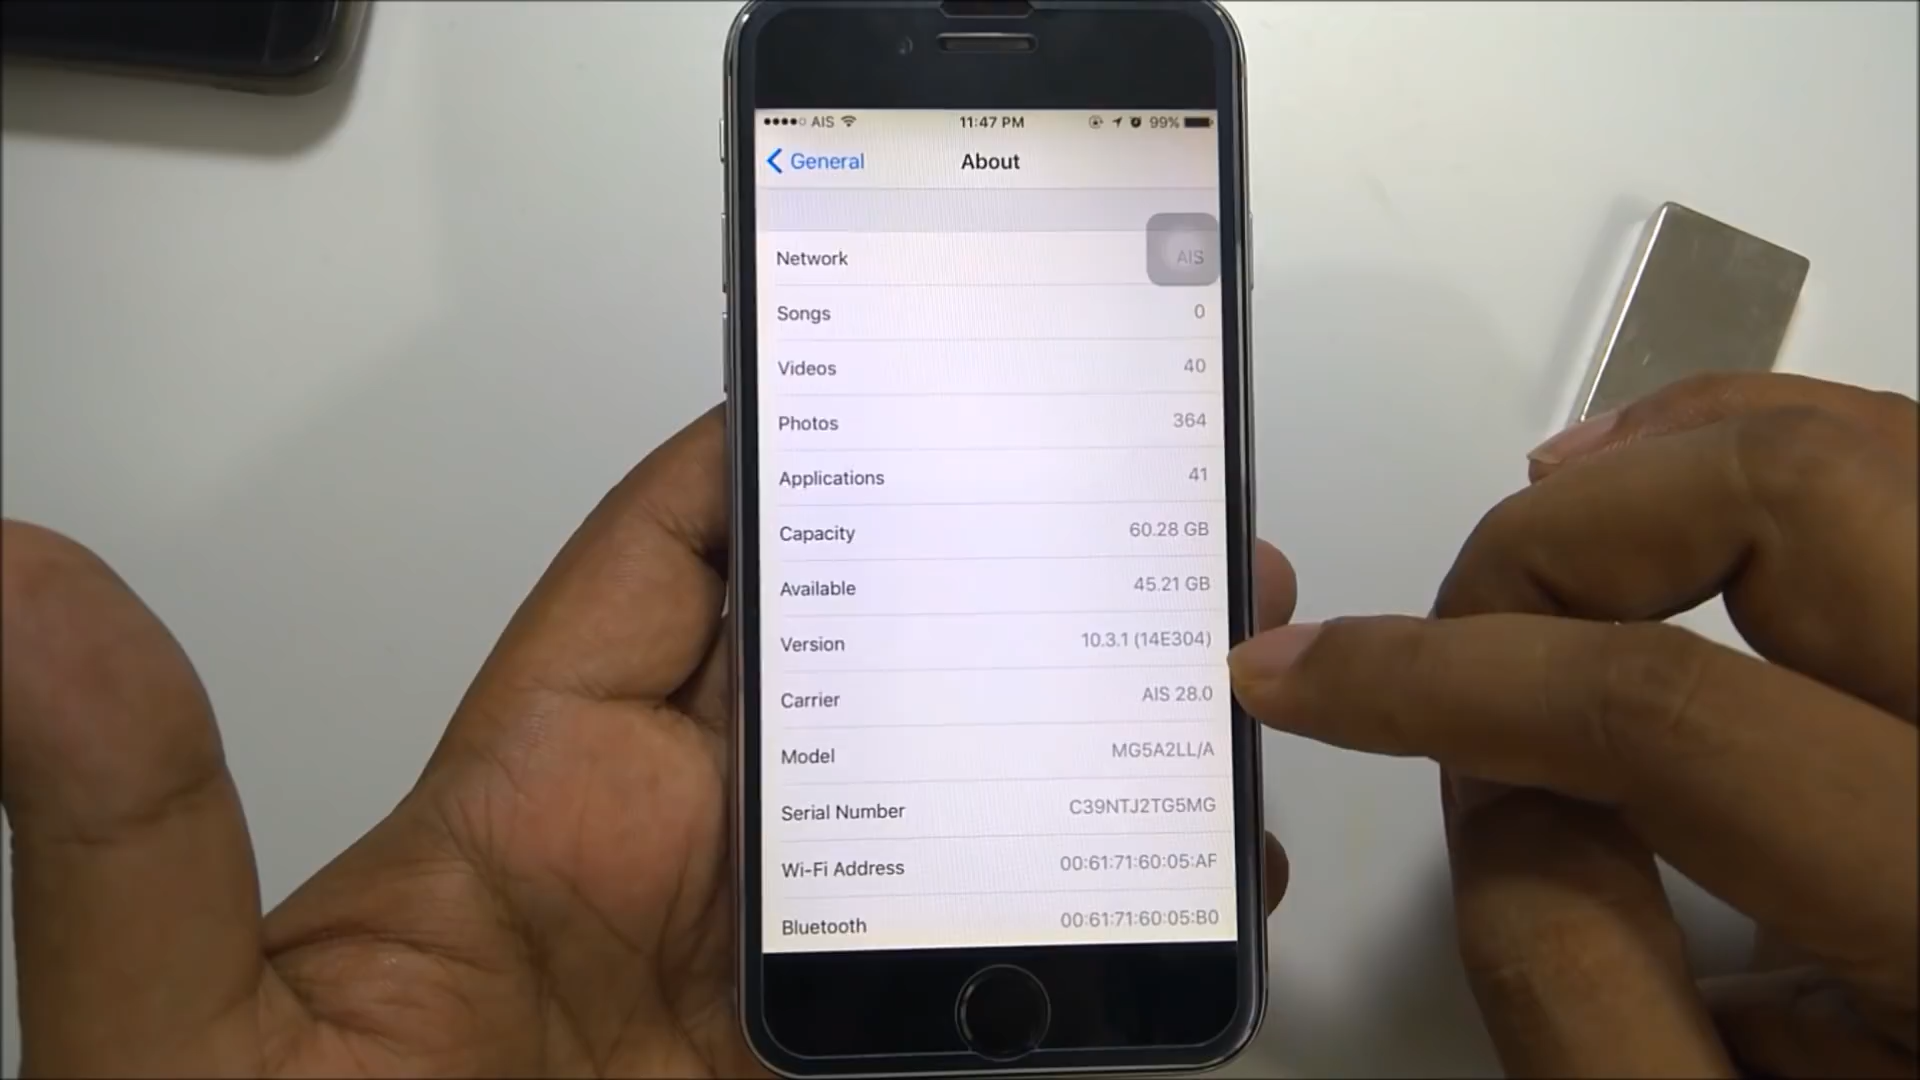 AIS 11:47 PM 99%
General About
Network AIS
Songs 0
Videos 40
Photos 364
Applications 41
Capacity 60.28 GB
Available 45.21 GB
Version 10.3.1 (14E304)
Carrier AIS 28.0
Model MG5A2LL/A
Serial Number C39NTJ2TG5MG
Wi-Fi Address 00:61:71:60:05:AF
Bluetooth 00:61:71:60:05:B0